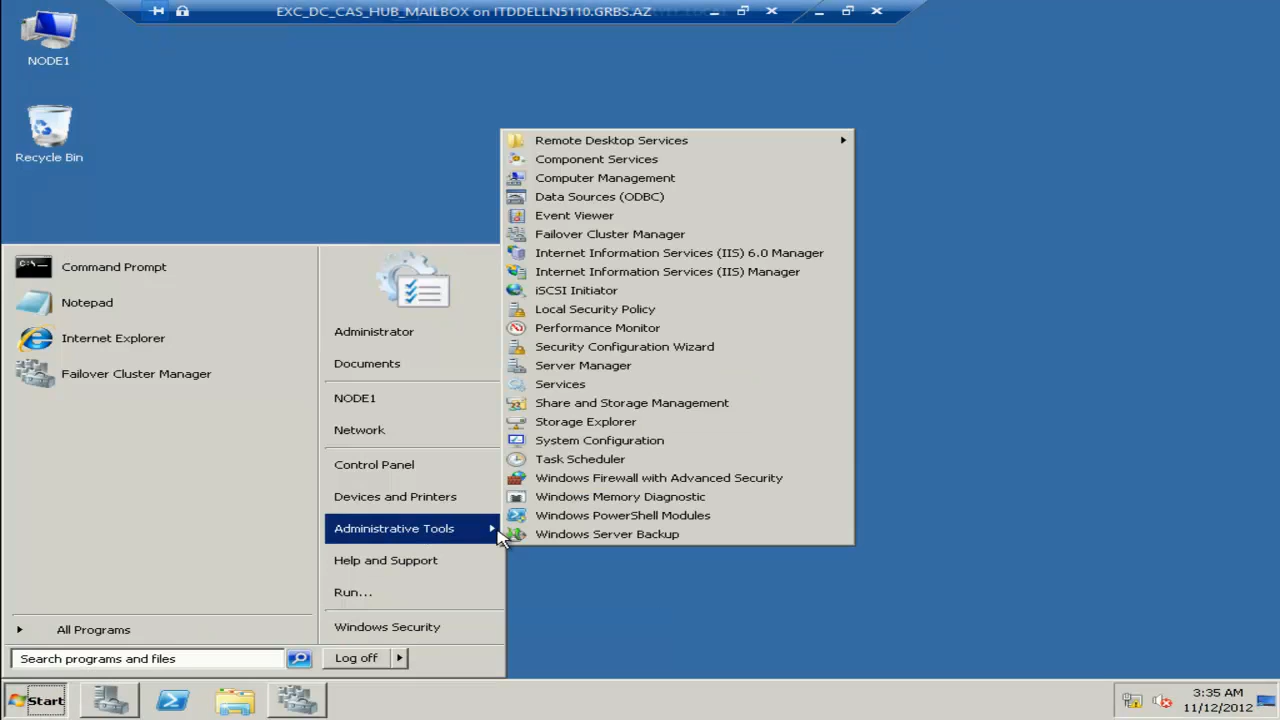 EXC_DC_CAS_HUB_MAILBOX on ITDDELLN5110.GRBS.AZ
NODE1
Recycle Bin
Command Prompt
Notepad
Internet Explorer
Failover Cluster Manager
All Programs
Search programs and files
Administrator
Documents
NODE1
Network
Control Panel
Devices and Printers
Administrative Tools
Help and Support
Run...
Windows Security
Log off
Remote Desktop Services
Component Services
Computer Management
Data Sources (ODBC)
Event Viewer
Failover Cluster Manager
Internet Information Services (IIS) 6.0 Manager
Internet Information Services (IIS) Manager
iSCSI Initiator
Local Security Policy
Performance Monitor
Security Configuration Wizard
Server Manager
Services
Share and Storage Management
Storage Explorer
System Configuration
Task Scheduler
Windows Firewall with Advanced Security
Windows Memory Diagnostic
Windows PowerShell Modules
Windows Server Backup
Start
3:35 AM
11/12/2012